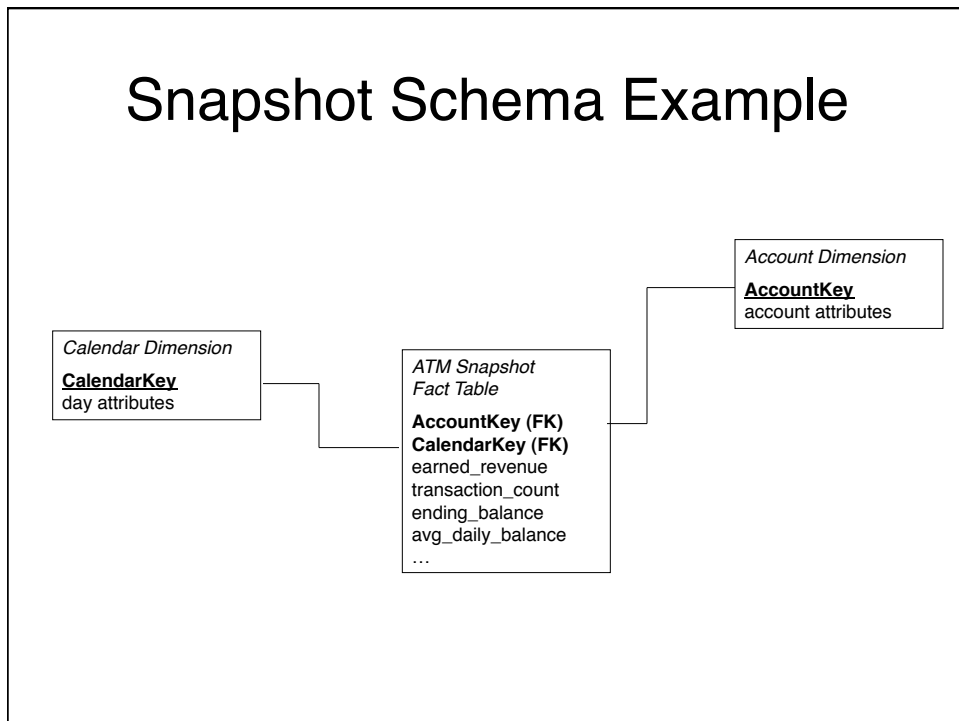 Snapshot Schema Example
Calendar Dimension
CalendarKey
day attributes
ATM Snapshot
Fact Table
AccountKey (FK)
CalendarKey (FK)
earned_revenue
transaction_count
ending_balance
avg_daily_balance
…
Account Dimension
AccountKey
account attributes